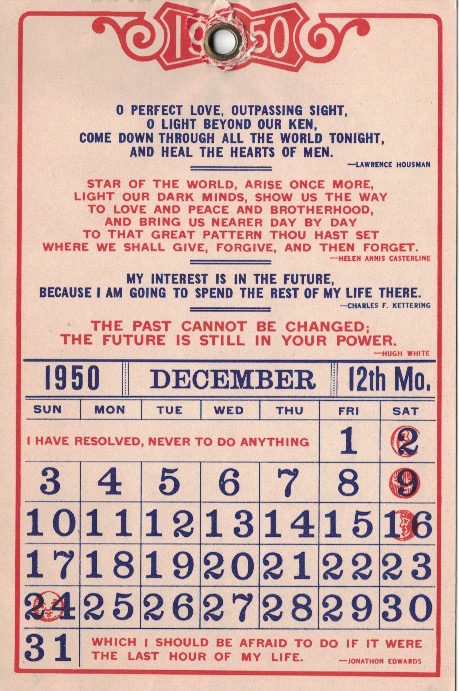 1950
O PERFECT LOVE, OUTPASSING SIGHT,
O LIGHT BEYOND OUR KEN,
COME DOWN THROUGH ALL THE WORLD TONIGHT,
AND HEAL THE HEARTS OF MEN.
—LAWRENCE HOUSMAN
STAR OF THE WORLD, ARISE ONCE MORE,
LIGHT OUR DARK MINDS, SHOW US THE WAY
TO LOVE AND PEACE AND BROTHERHOOD,
AND BRING US NEARER DAY BY DAY
TO THAT GREAT PATTERN THOU HAST SET
WHERE WE SHALL GIVE, FORGIVE, AND THEN FORGET.
—HELEN ANNIS CASTERLINE
MY INTEREST IS IN THE FUTURE,
BECAUSE I AM GOING TO SPEND THE REST OF MY LIFE THERE.
—CHARLES F. KETTERING
THE PAST CANNOT BE CHANGED;
THE FUTURE IS STILL IN YOUR POWER.
—HUGH WHITE
1950 DECEMBER 12th Mo.
SUN MON TUE WED THU FRI SAT
I HAVE RESOLVED, NEVER TO DO ANYTHING 1 2
3 4 5 6 7 8 9
10 11 12 13 14 15 16
17 18 19 20 21 22 23
24 25 26 27 28 29 30
31 WHICH I SHOULD BE AFRAID TO DO IF IT WERE
THE LAST HOUR OF MY LIFE. —JONATHON EDWARDS